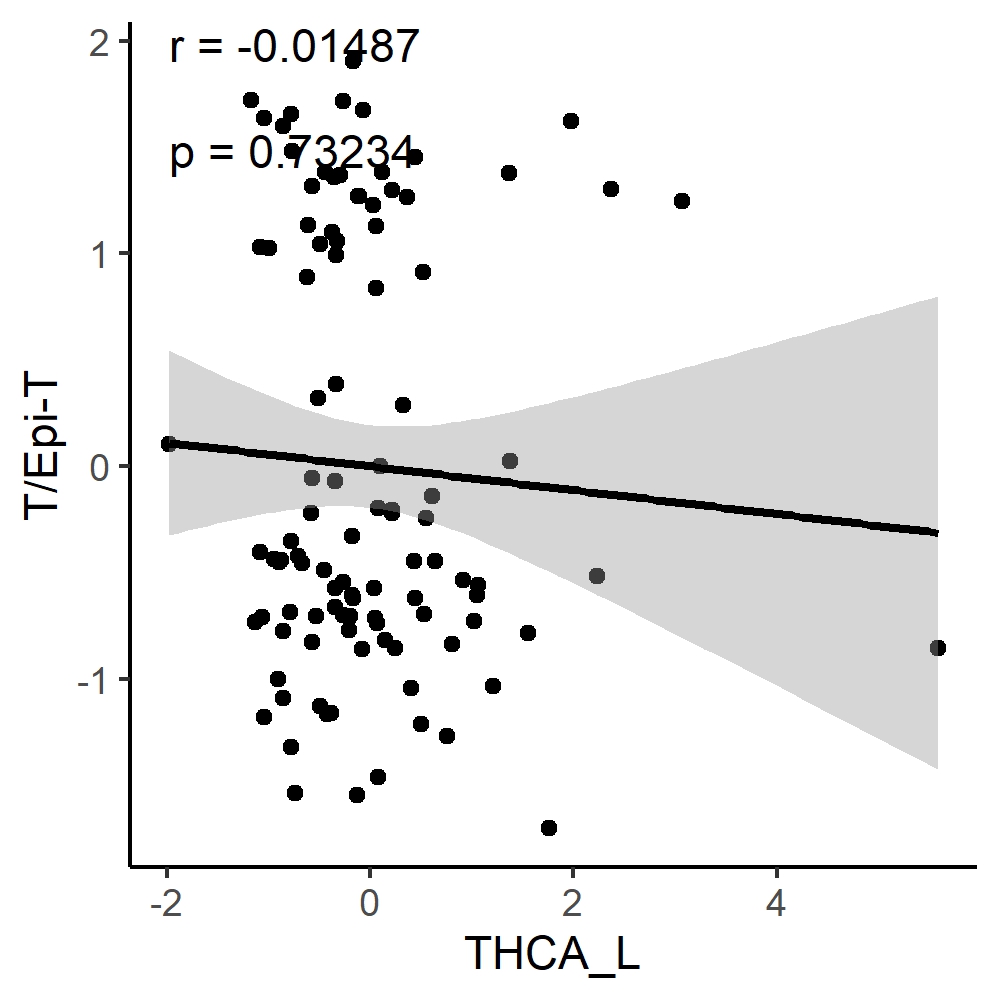 r = -0.01487
p = 0.73234
2
1
0
-1
T/Epi-T
-2 0 2 4
THCA_L